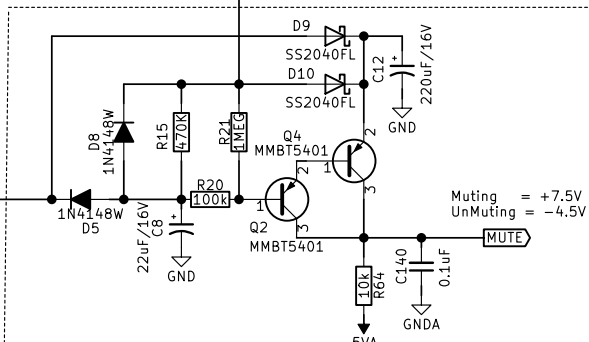 D9
SS2040FL
D10
SS2040FL
C12
+
220uF/16V
GND
D8
1N4148W
R15
470K
R21
1MEG
Q4
MMBT5401
2
1
3
R20
100k
1N4148W
D5
22uF/16V
+
C8
GND
1
2
3
Q2
MMBT5401
Muting = +7.5V
UnMuting = -4.5V
MUTE
10k
R64
C140
0.1uF
GNDA